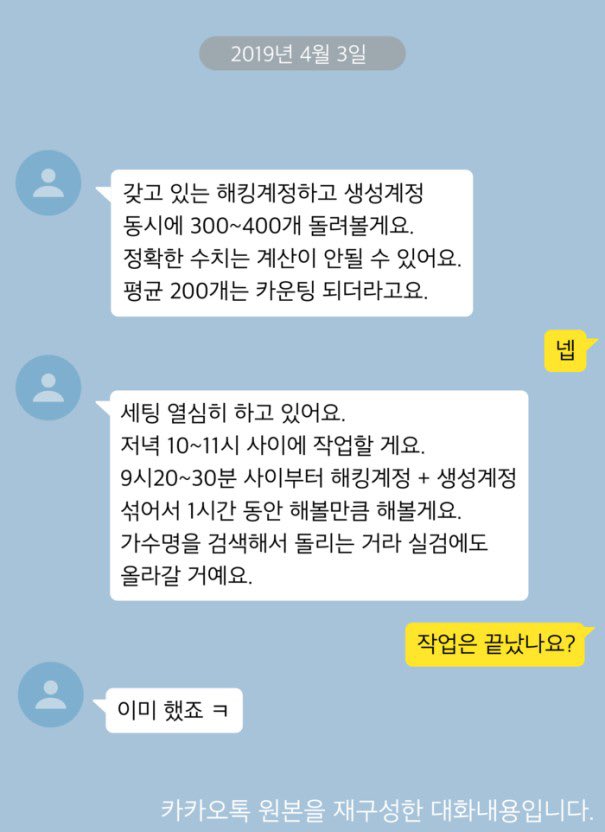 2019년 4월 3일
갖고 있는 해킹계정하고 생성계정
동시에 300~400개 돌려볼게요.
정확한 수치는 계산이 안될 수 있어요.
평균 200개는 카운팅 되더라고요.
넵
세팅 열심히 하고 있어요.
저녁 10~11시 사이에 작업할 게요.
9시20~30분 사이부터 해킹계정 + 생성계정
섞어서 1시간 동안 해볼만큼 해볼게요.
가수명을 검색해서 돌리는 거라 실검에도
올라갈 거예요.
작업은 끝났나요?
이미 했죠 ㅋ
카카오톡 원본을 재구성한 대화내용입니다.